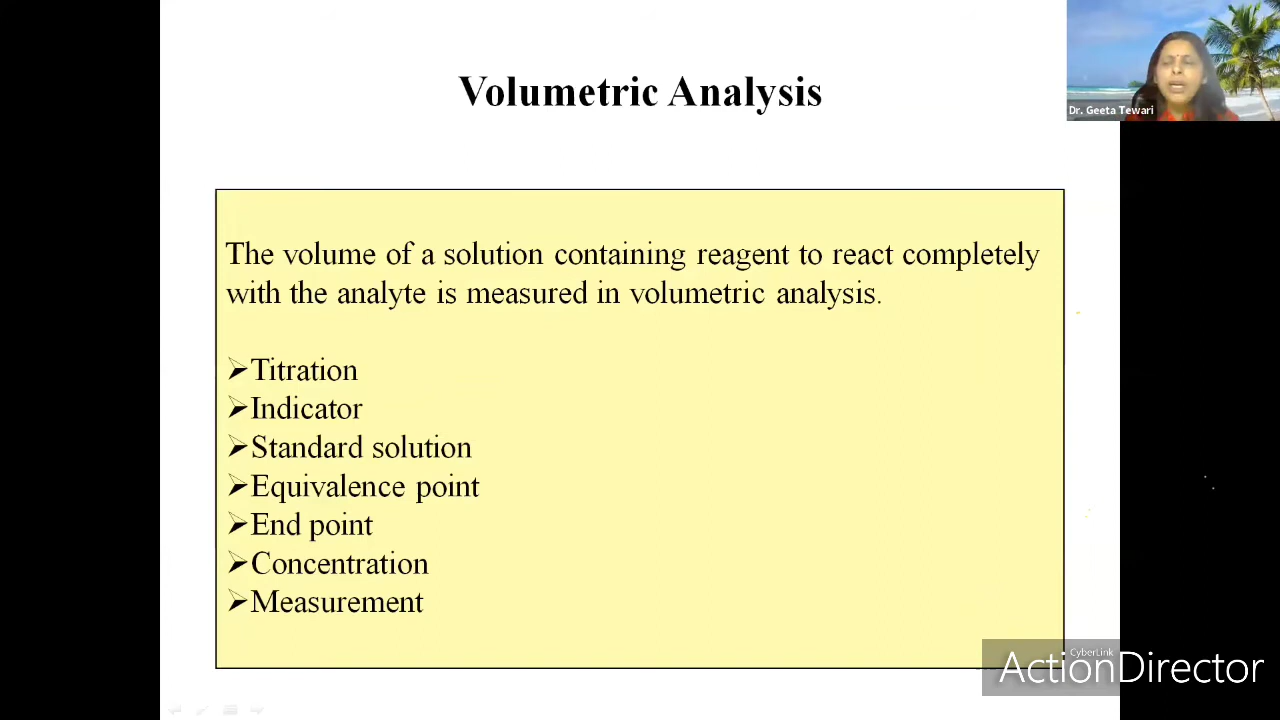 Volumetric Analysis
Dr. Geeta Tewari
The volume of a solution containing reagent to react completely
with the analyte is measured in volumetric analysis.
➢Titration
➢Indicator
➢Standard solution
➢Equivalence point
➢End point
➢Concentration
➢Measurement
CyberLink
ActionDirector